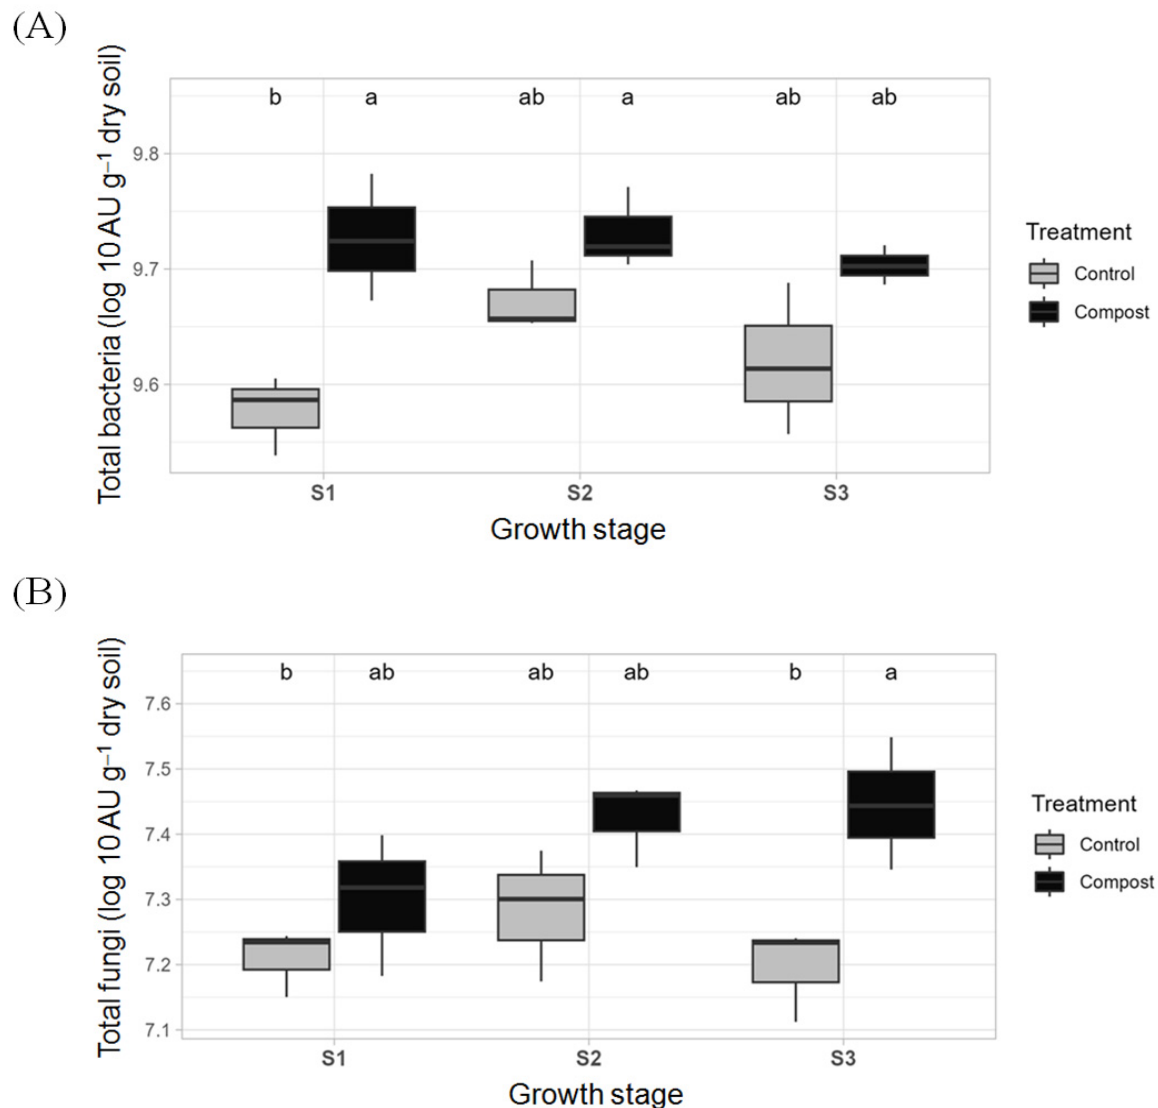 (A)
Total bacteria (log 10 AU g⁻¹ dry soil)
b a ab a ab ab
9.8
9.7
9.6
S1 S2 S3
Growth stage
Treatment
Control
Compost
(B)
Total fungi (log 10 AU g⁻¹ dry soil)
b ab ab ab b a
7.6
7.5
7.4
7.3
7.2
7.1
S1 S2 S3
Growth stage
Treatment
Control
Compost